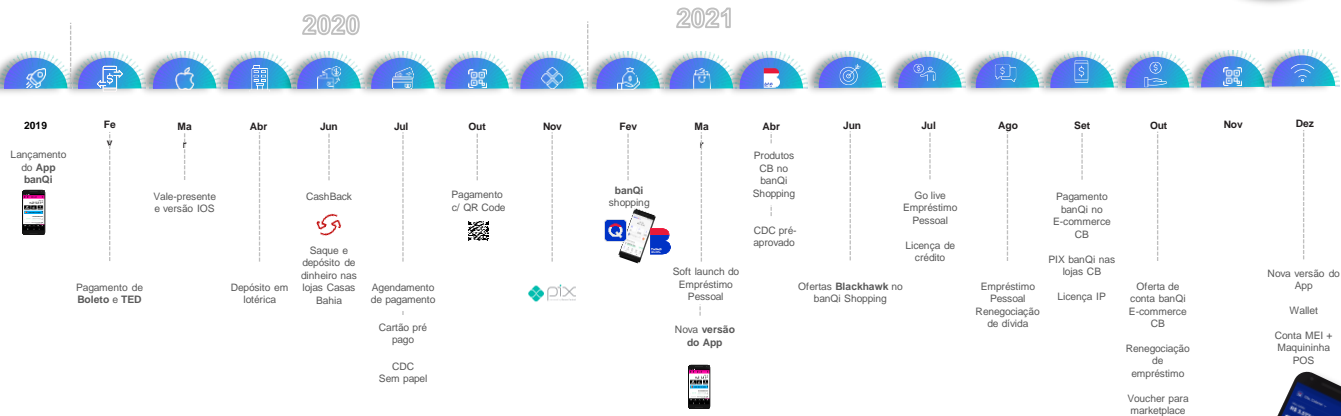 2020
2021
2019
Fe
v
Ma
r
Abr
Jun
Jul
Out
Nov
Fev
Ma
r
Abr
Jun
Jul
Ago
Set
Out
Nov
Dez
Lançamento
do App
banQi
Pagamento de
Boleto e TED
Vale-presente
e versão IOS
Depósito em
lotérica
CashBack
Saque e
depósito de
dinheiro nas
lojas Casas
Bahia
Agendamento
de pagamento
Cartão pré
pago
CDC
Sem papel
Pagamento
c/ QR Code
pix
banQi
shopping
Soft launch do
Empréstimo
Pessoal
Nova versão
do App
Produtos
CB no
banQi
Shopping
CDC pré-
aprovado
Ofertas Blackhawk no
banQi Shopping
Go live
Empréstimo
Pessoal
Licença de
crédito
Empréstimo
Pessoal
Renegociação
de dívida
Pagamento
banQi no
E-commerce
CB
PIX banQi nas
lojas CB
Licença IP
Oferta de
conta banQi
E-commerce
CB
Renegociação
de
empréstimo
Voucher para
marketplace
Nova versão do
App
Wallet
Conta MEI +
Maquininha
POS